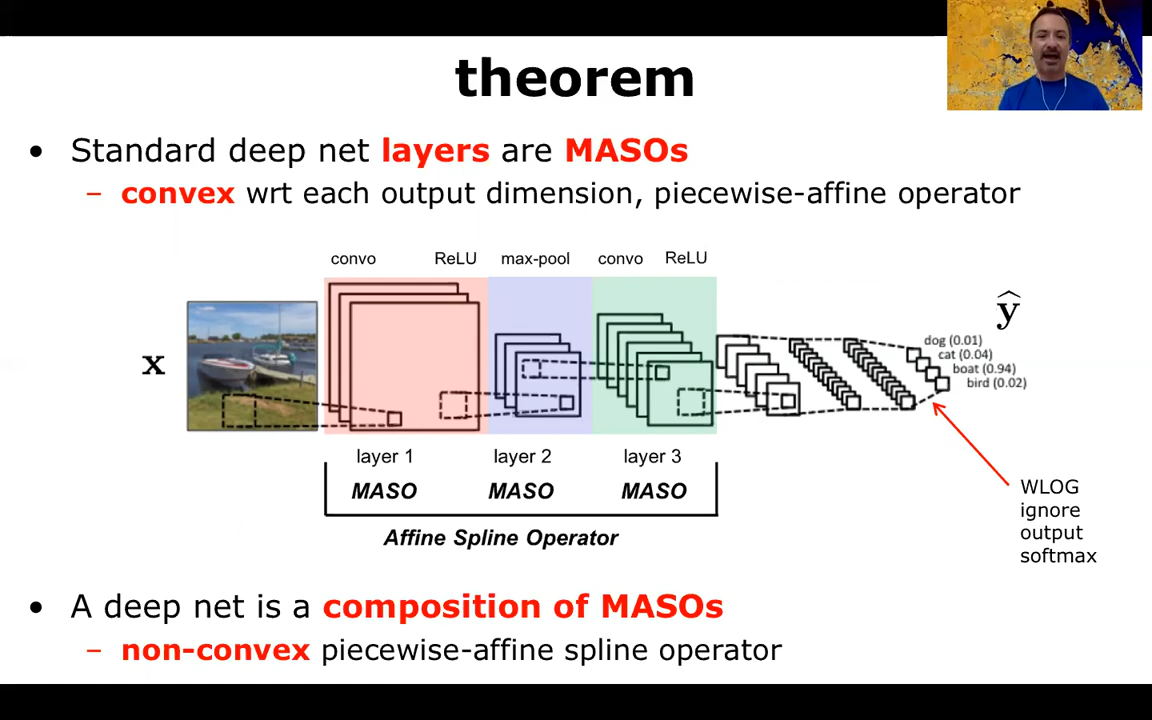 theorem
• Standard deep net layers are MASOs
– convex wrt each output dimension, piecewise-affine operator
convo ReLU max-pool convo ReLU
x
ŷ
dog (0.01)
cat (0.04)
boat (0.94)
bird (0.02)
layer 1 layer 2 layer 3
MASO MASO MASO
Affine Spline Operator
WLOG
ignore
output
softmax
• A deep net is a composition of MASOs
– non-convex piecewise-affine spline operator